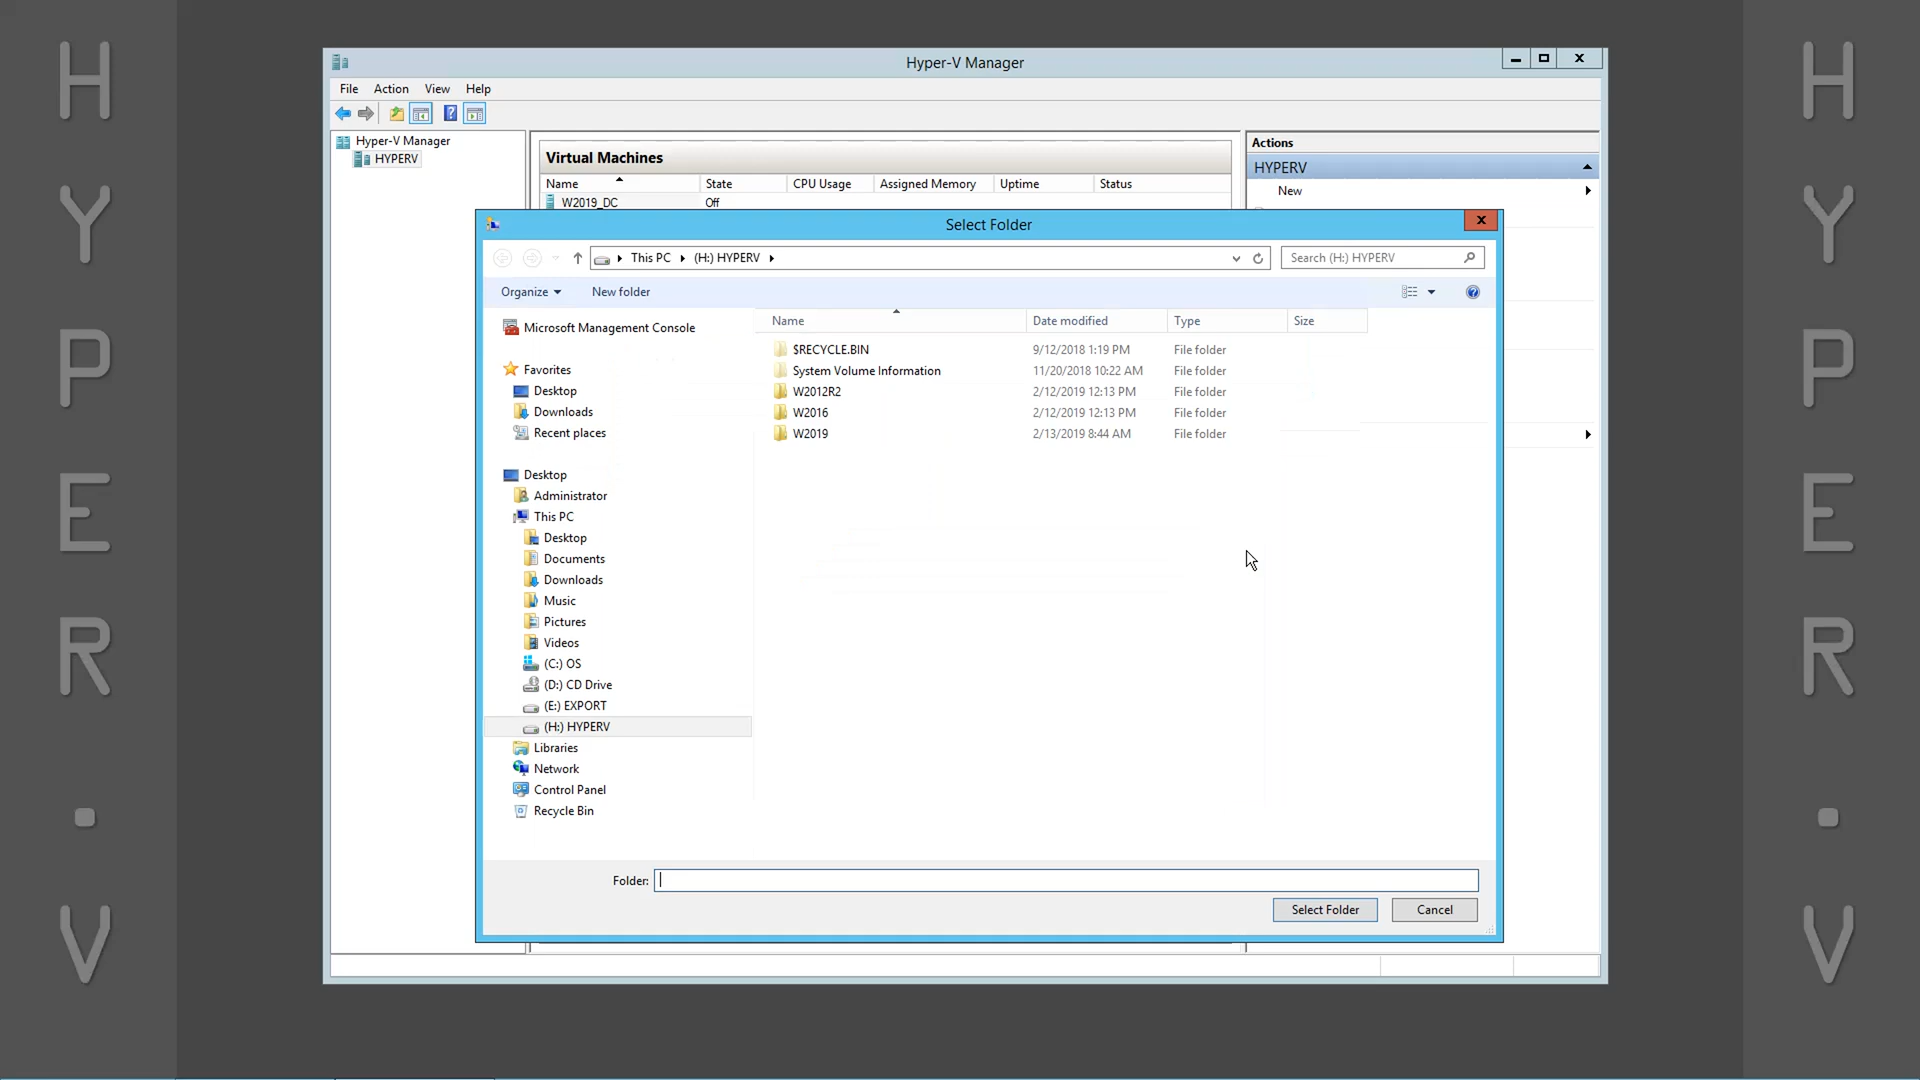 HYPER·V
Hyper-V Manager
File Action View Help
Hyper-V Manager
HYPERV
Virtual Machines
Name State CPU Usage Assigned Memory Uptime Status
W2019_DC Off
Actions
HYPERV
New
Select Folder
This PC (H:) HYPERV
Search (H:) HYPERV
Organize New folder
Microsoft Management Console
Favorites
Desktop
Downloads
Recent places
Desktop
Administrator
This PC
Desktop
Documents
Downloads
Music
Pictures
Videos
(C:) OS
(D:) CD Drive
(E:) EXPORT
(H:) HYPERV
Libraries
Network
Control Panel
Recycle Bin
Name Date modified Type Size
$RECYCLE.BIN 9/12/2018 1:19 PM File folder
System Volume Information 11/20/2018 10:22 AM File folder
W2012R2 2/12/2019 12:13 PM File folder
W2016 2/12/2019 12:13 PM File folder
W2019 2/13/2019 8:44 AM File folder
Folder:
Select Folder Cancel
HYPER·V